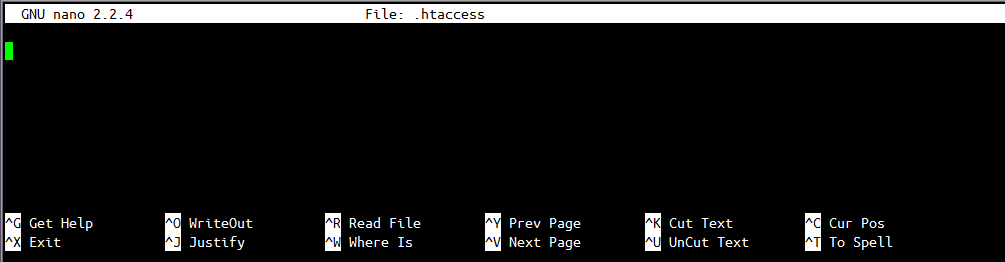 GNU nano 2.2.4 File: .htaccess
^G Get Help ^O WriteOut ^R Read File ^Y Prev Page ^K Cut Text ^C Cur Pos
^X Exit ^J Justify ^W Where Is ^V Next Page ^U UnCut Text ^T To Spell